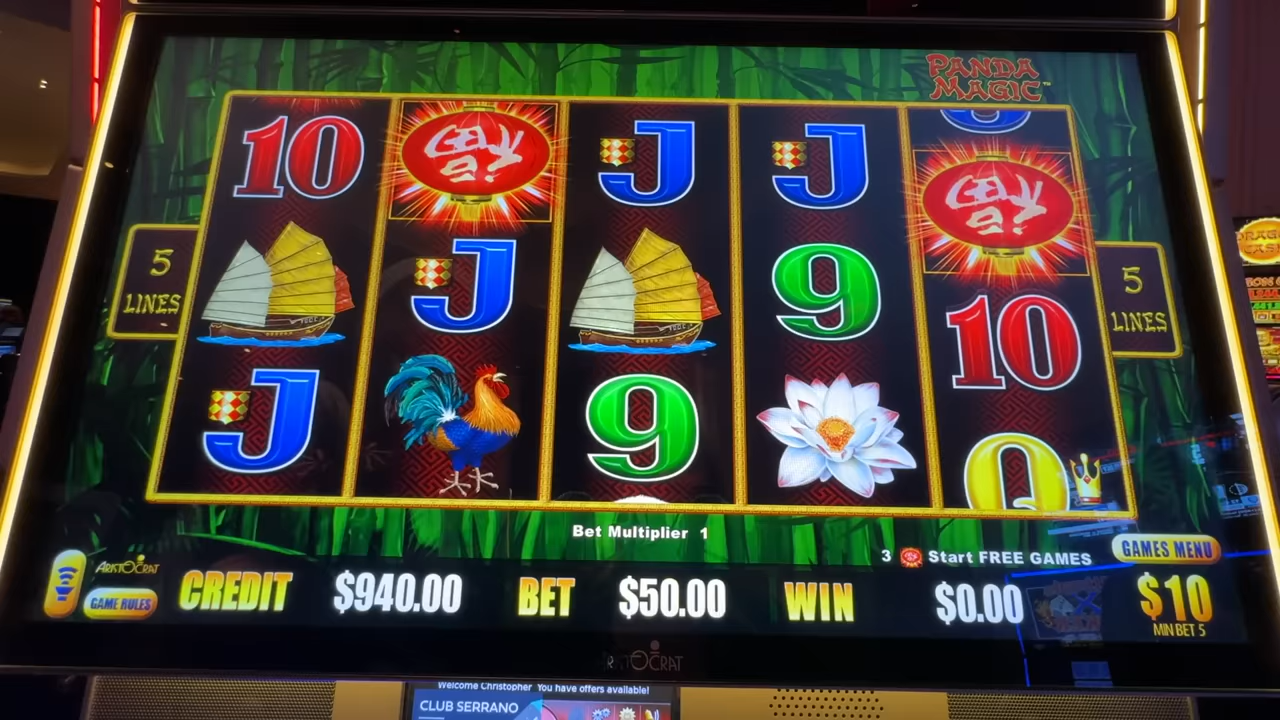 PANDA
MAGIC™
10
J
J
5
LINES
J
9
10
5
LINES
J
9
Q
Bet Multiplier 1
3 Start FREE GAMES
GAMES MENU
ARISTOCRAT
GAME RULES
CREDIT $940.00 BET $50.00 WIN $0.00 $10
MIN BET 5
ARISTOCRAT
Welcome Christopher You have offers available!
CLUB SERRANO